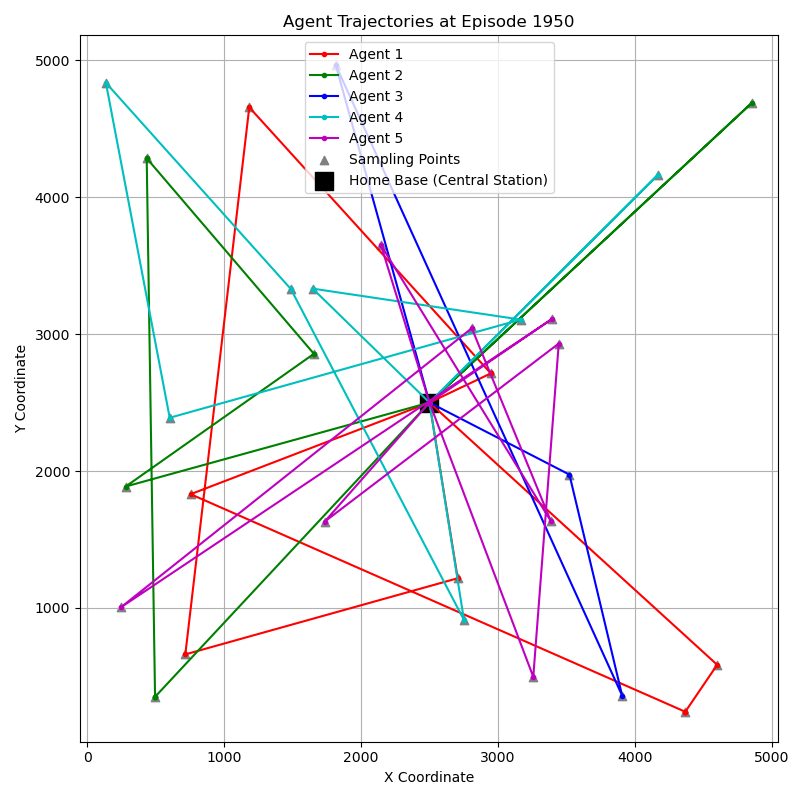 Agent Trajectories at Episode 1950
Agent 1
Agent 2
Agent 3
Agent 4
Agent 5
Sampling Points
Home Base (Central Station)
Y Coordinate
5000
4000
3000
2000
1000
0 1000 2000 3000 4000 5000
X Coordinate